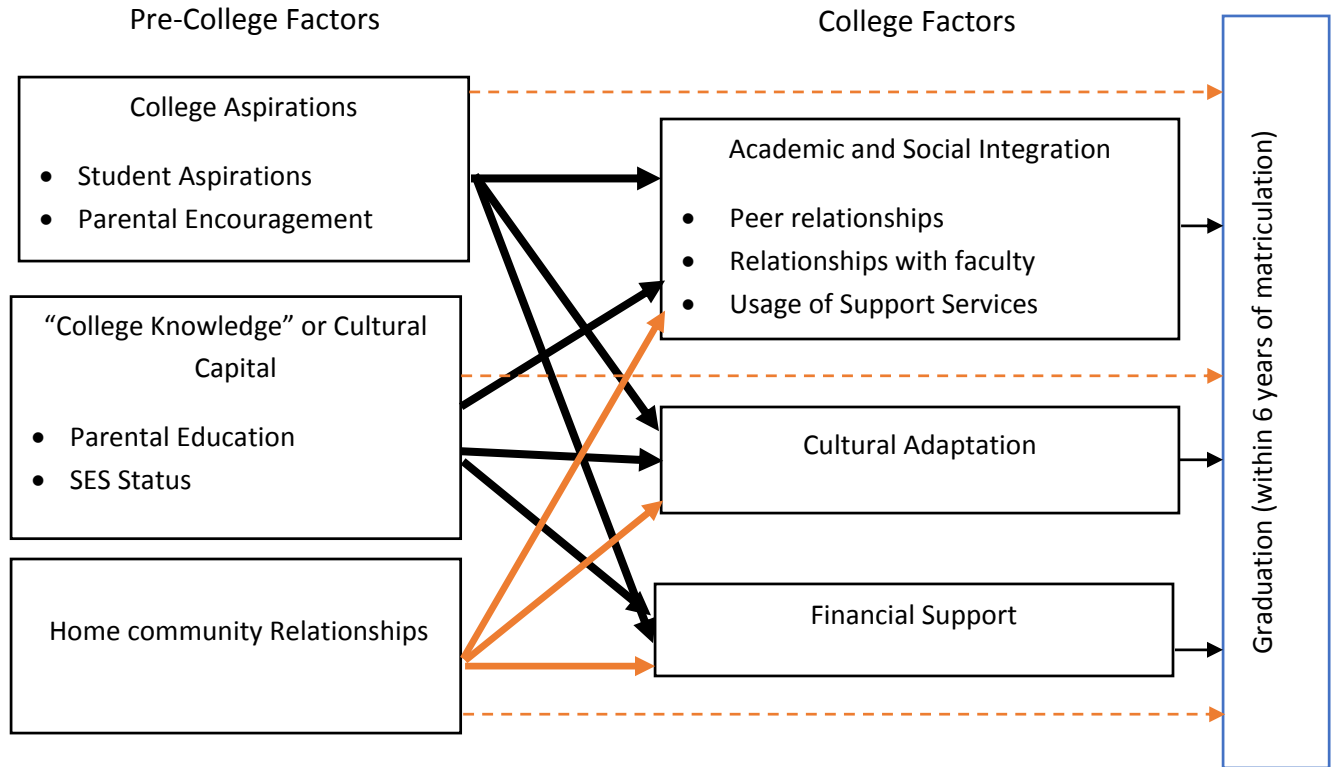 Pre-College Factors
College Factors
College Aspirations
• Student Aspirations
• Parental Encouragement
“College Knowledge” or Cultural
Capital
• Parental Education
• SES Status
Home community Relationships
Academic and Social Integration
• Peer relationships
• Relationships with faculty
• Usage of Support Services
Cultural Adaptation
Financial Support
Graduation (within 6 years of matriculation)